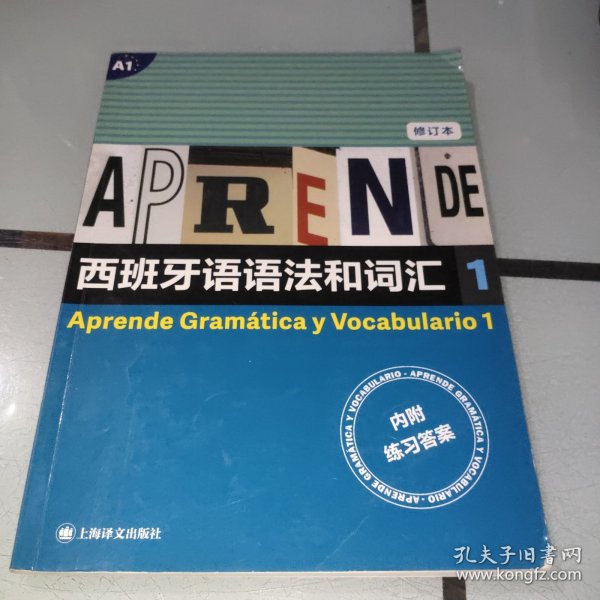 A1
修订本
APRENDE
西班牙语语法和词汇 1
Aprende Gramática y Vocabulario 1
APRENDE GRAMÁTICA Y VOCABULARIO · APRENDE GRAMÁTICA Y VOCABULARIO ·
内附
练习答案
上海译文出版社
孔夫子旧书网
www.kongfz.com